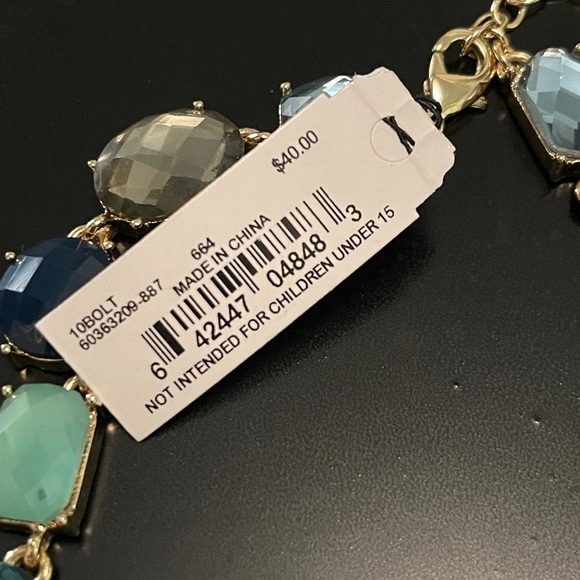 $40.00
10BOLT 664
60363209-887 MADE IN CHINA
6 42447 04848 3
NOT INTENDED FOR CHILDREN UNDER 15